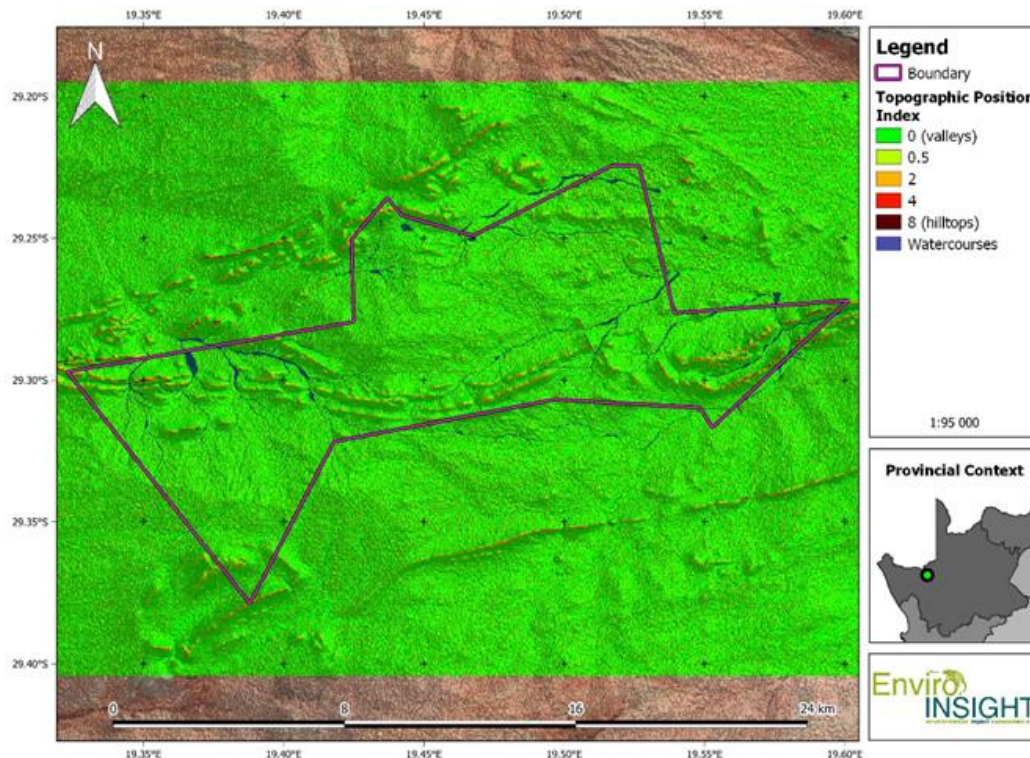 19.35°E 19.40°E 19.45°E 19.50°E 19.55°E 19.60°E
N
29.20°S
29.25°S
29.30°S
29.35°S
29.40°S
0 8 16 24 km
19.35°E 19.40°E 19.45°E 19.50°E 19.55°E 19.60°E
Legend
Boundary
Topographic Position
Index
0 (valleys)
0.5
2
4
8 (hilltops)
Watercourses
1:95 000
Provincial Context
Enviro
INSIGHT